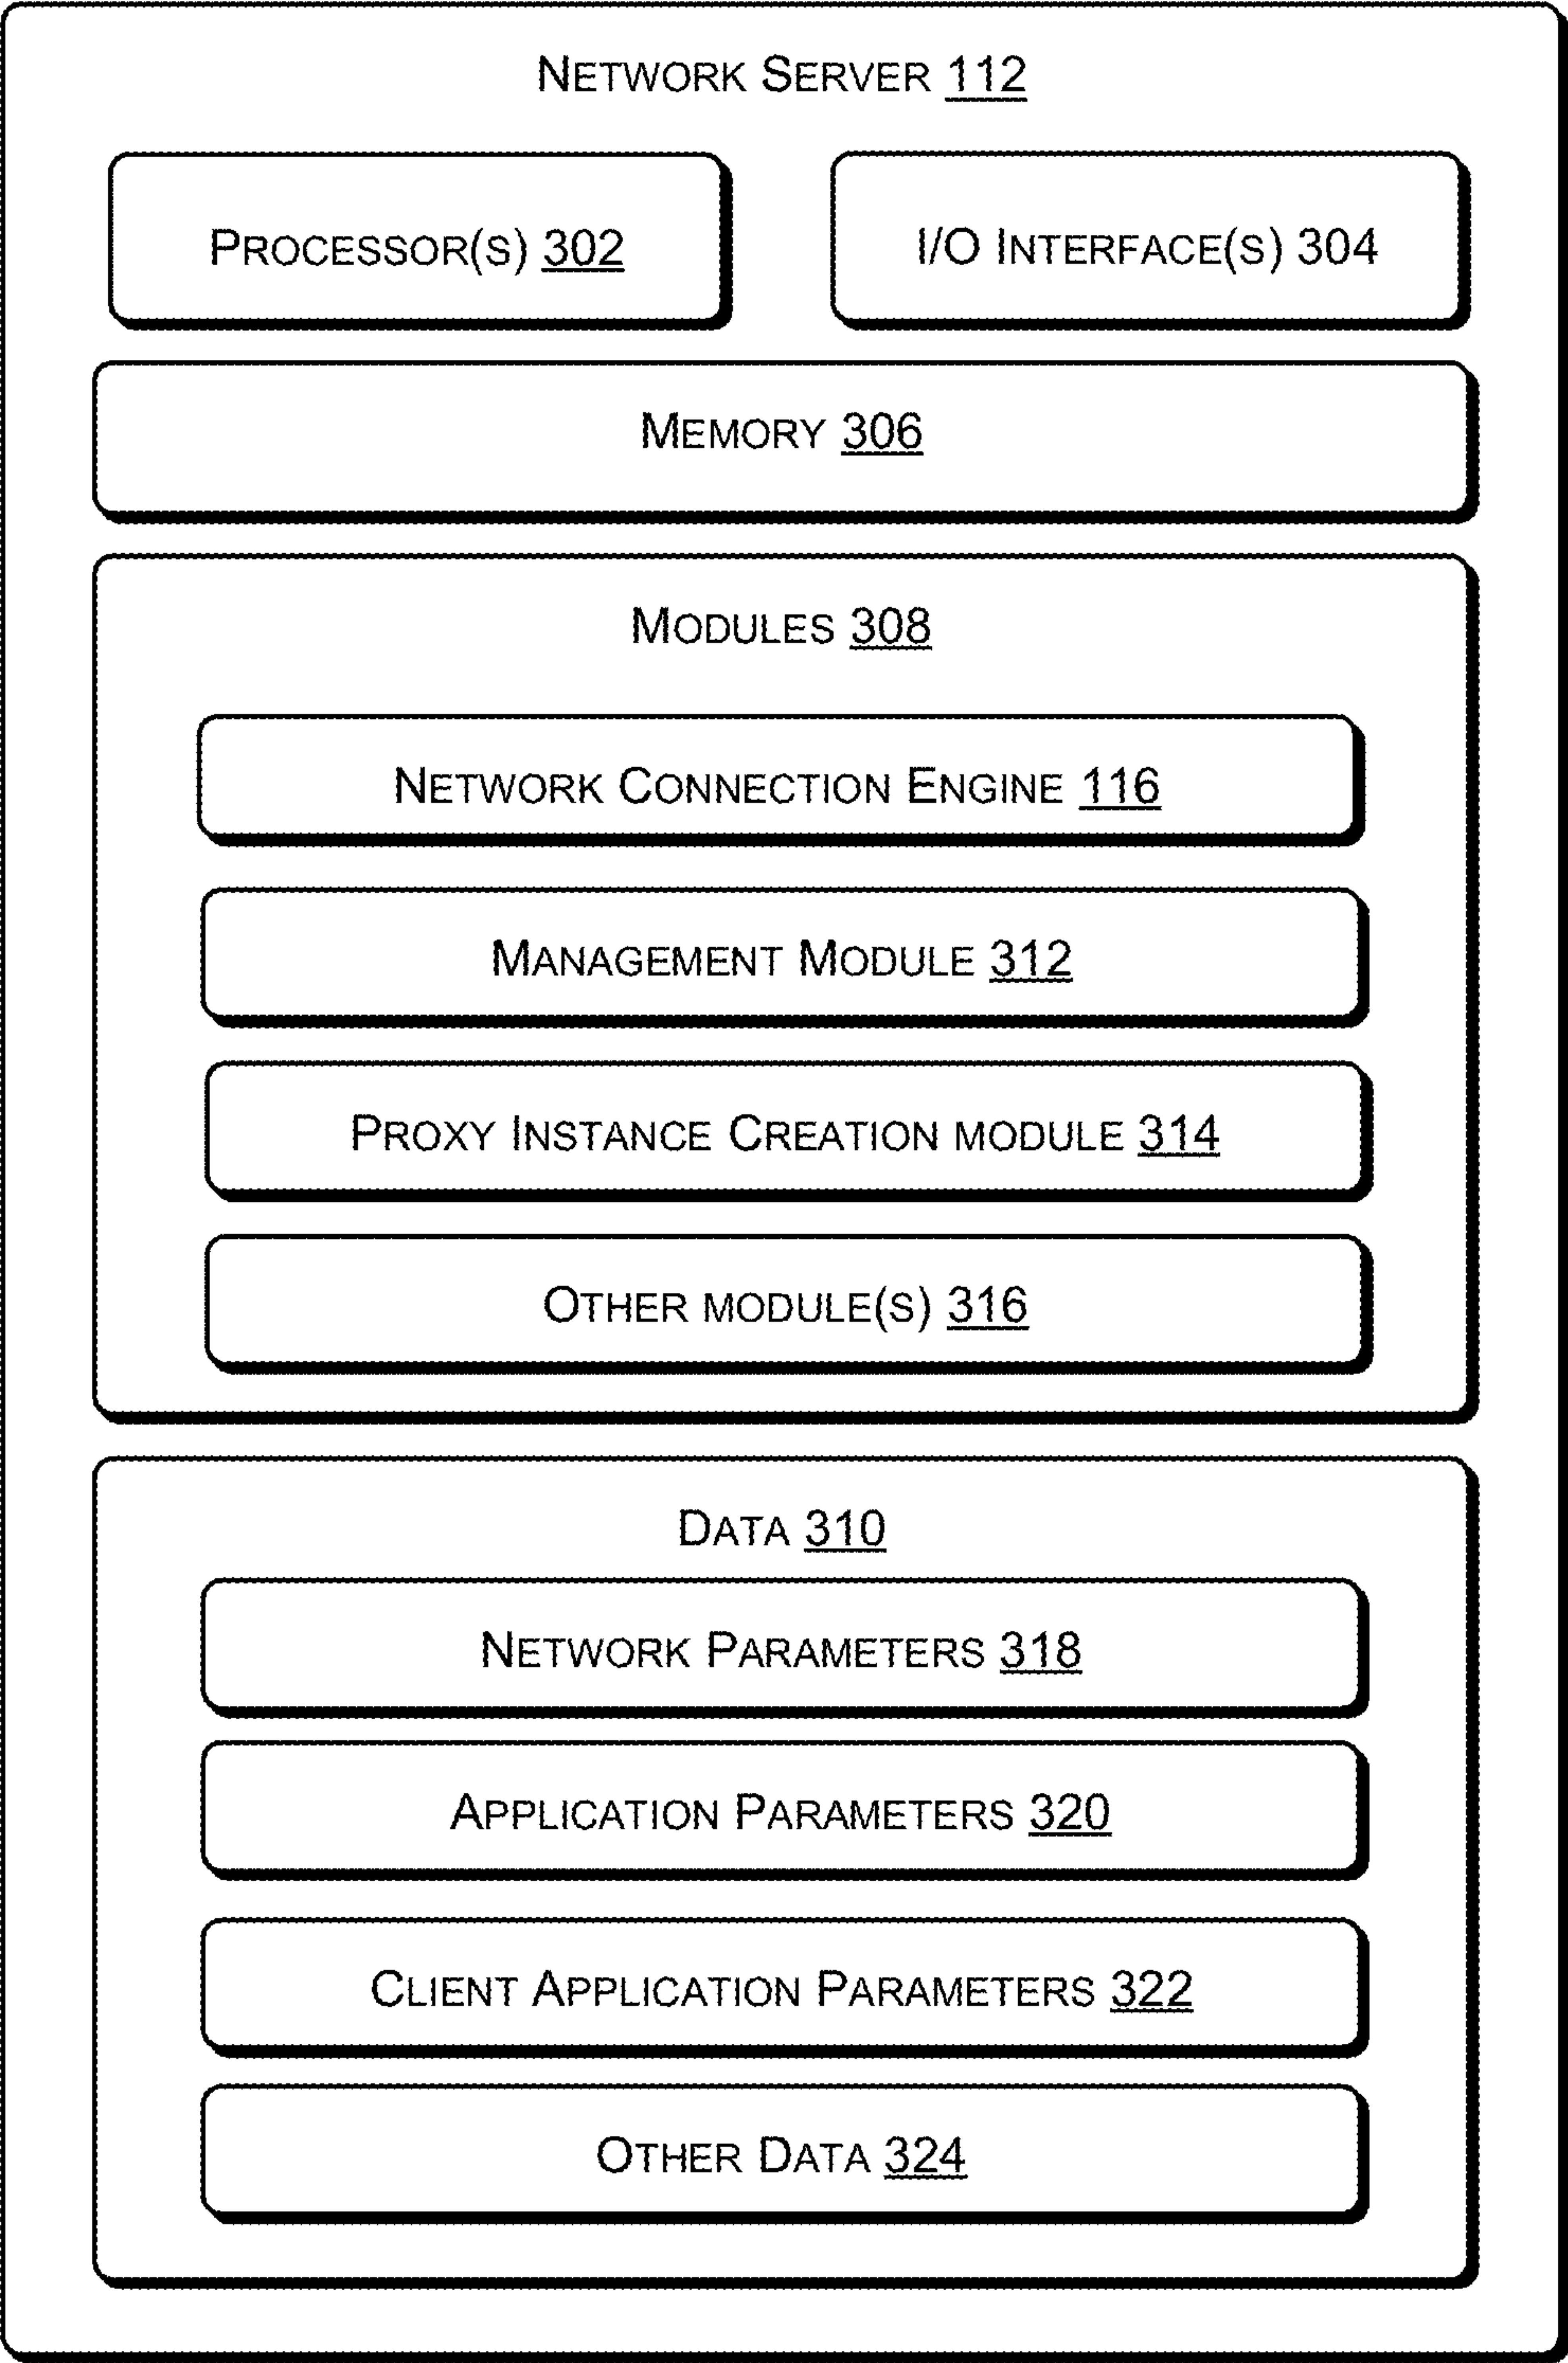 NETWORK SERVER 112
PROCESSOR(S) 302
I/O INTERFACE(S) 304
MEMORY 306
MODULES 308
NETWORK CONNECTION ENGINE 116
MANAGEMENT MODULE 312
PROXY INSTANCE CREATION MODULE 314
OTHER MODULE(S) 316
DATA 310
NETWORK PARAMETERS 318
APPLICATION PARAMETERS 320
CLIENT APPLICATION PARAMETERS 322
OTHER DATA 324